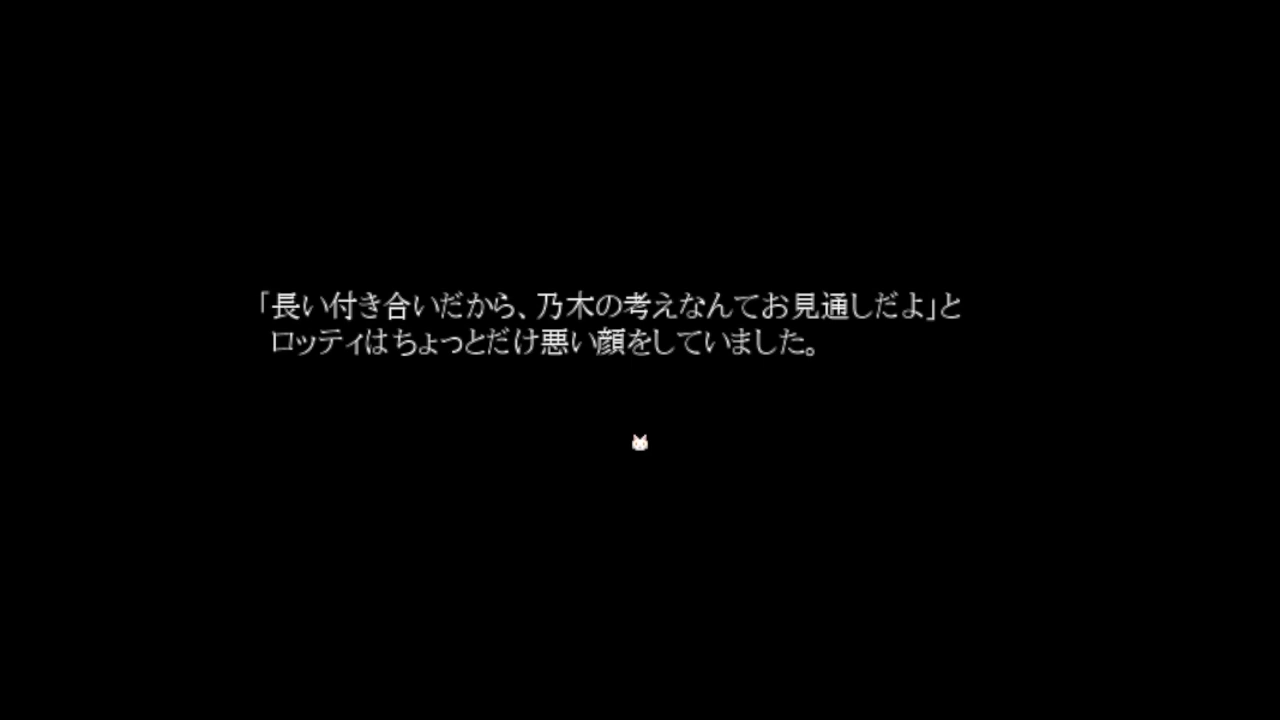 「長い付き合いだから、乃木の考えなんてお見通しだよ」と
ロッティはちょっとだけ悪い顔をしていました。